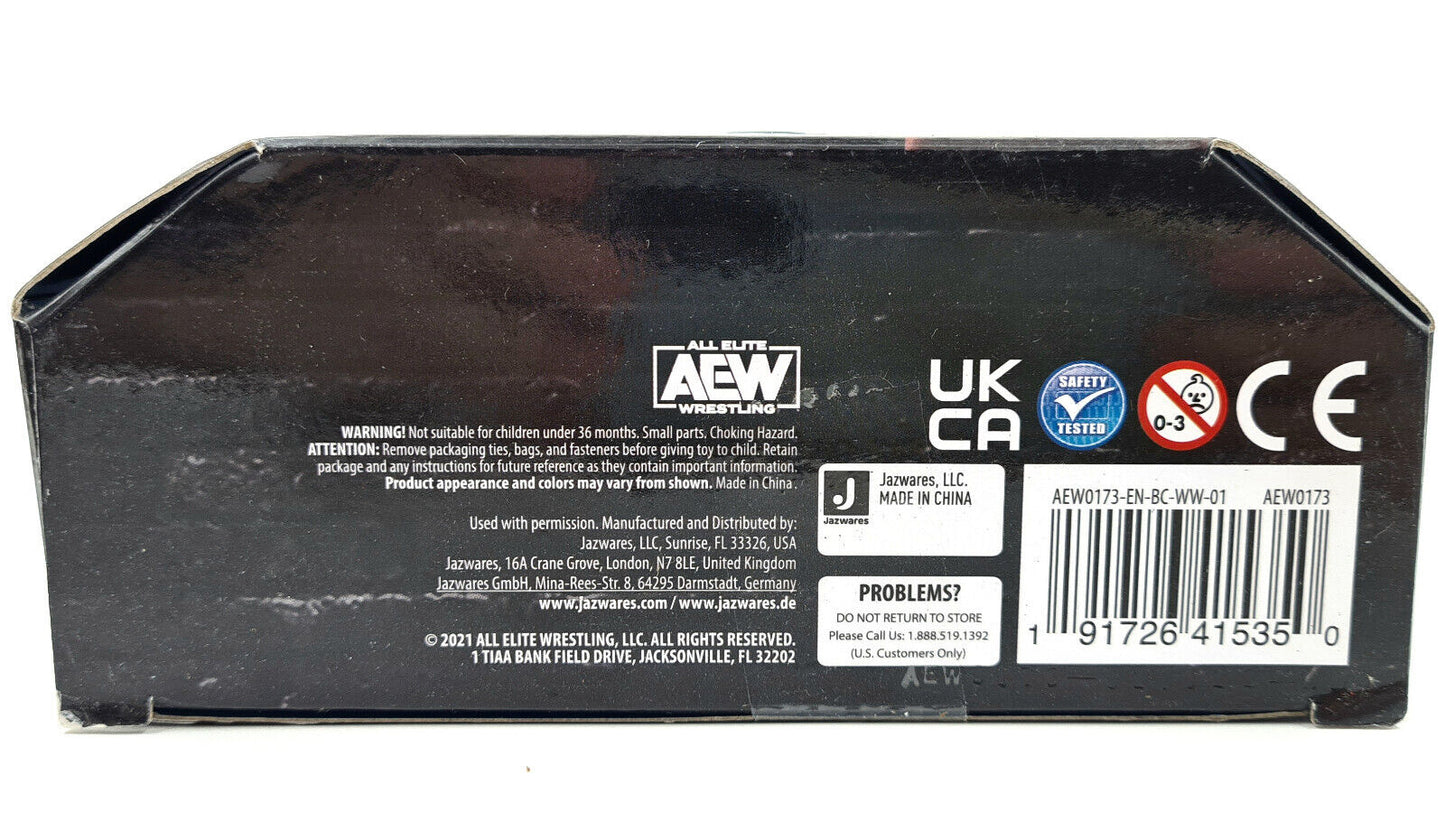 ALL ELITE
AEW
WRESTLING
WARNING! Not suitable for children under 36 months. Small parts. Choking Hazard.
ATTENTION: Remove packaging ties, bags, and fasteners before giving toy to child. Retain
package and any instructions for future reference as they contain important information.
Product appearance and colors may vary from shown. Made in China.
Used with permission. Manufactured and Distributed by:
Jazwares, LLC, Sunrise, FL 33326, USA
Jazwares, 16A Crane Grove, London, N7 8LE, United Kingdom
Jazwares GmbH, Mina-Rees-Str. 8, 64295 Darmstadt, Germany
www.jazwares.com / www.jazwares.de
© 2021 ALL ELITE WRESTLING, LLC. ALL RIGHTS RESERVED.
1 TIAA BANK FIELD DRIVE, JACKSONVILLE, FL 32202
UK
CA
SAFETY
TESTED
0-3
CE
J
Jazwares
Jazwares, LLC.
MADE IN CHINA
PROBLEMS?
DO NOT RETURN TO STORE
Please Call Us: 1.888.519.1392
(U.S. Customers Only)
AEW0173-EN-BC-WW-01 AEW0173
1 91726 41535 0
AEW